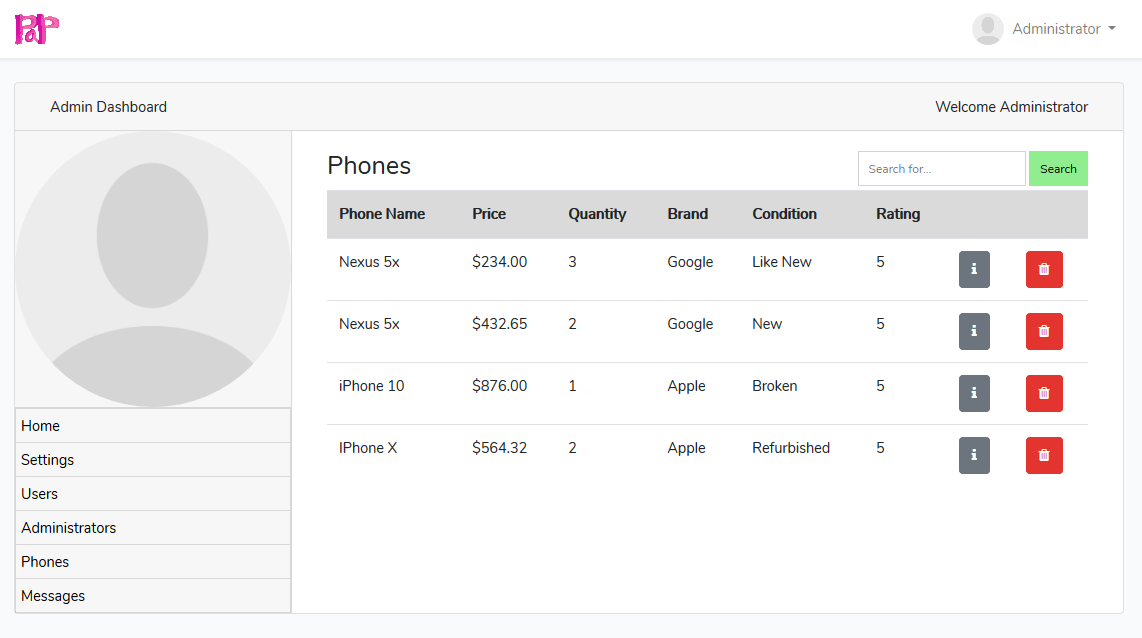 PaP
Administrator
Admin Dashboard Welcome Administrator
Phones Search for... Search
Phone Name Price Quantity Brand Condition Rating
Nexus 5x $234.00 3 Google Like New 5
Nexus 5x $432.65 2 Google New 5
iPhone 10 $876.00 1 Apple Broken 5
IPhone X $564.32 2 Apple Refurbished 5
Home
Settings
Users
Administrators
Phones
Messages